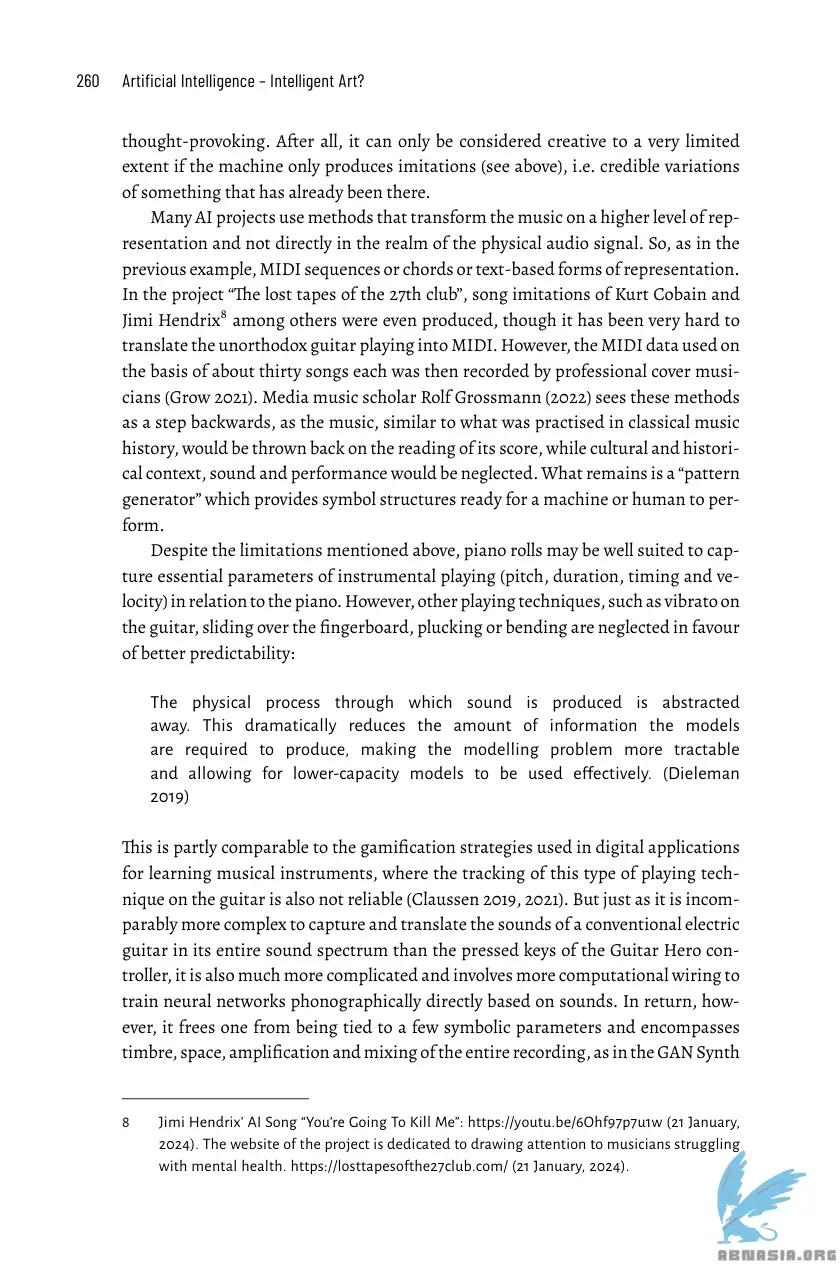 260 Artificial Intelligence – Intelligent Art?
thought-provoking. After all, it can only be considered creative to a very limited
extent if the machine only produces imitations (see above), i.e. credible variations
of something that has already been there.
Many AI projects use methods that transform the music on a higher level of rep-
resentation and not directly in the realm of the physical audio signal. So, as in the
previous example, MIDI sequences or chords or text-based forms of representation.
In the project “The lost tapes of the 27th club”, song imitations of Kurt Cobain and
Jimi Hendrix⁸ among others were even produced, though it has been very hard to
translate the unorthodox guitar playing into MIDI. However, the MIDI data used on
the basis of about thirty songs each was then recorded by professional cover musi-
cians (Grow 2021). Media music scholar Rolf Grossmann (2022) sees these methods
as a step backwards, as the music, similar to what was practised in classical music
history, would be thrown back on the reading of its score, while cultural and histori-
cal context, sound and performance would be neglected. What remains is a “pattern
generator” which provides symbol structures ready for a machine or human to per-
form.
Despite the limitations mentioned above, piano rolls may be well suited to cap-
ture essential parameters of instrumental playing (pitch, duration, timing and ve-
locity) in relation to the piano. However, other playing techniques, such as vibrato on
the guitar, sliding over the fingerboard, plucking or bending are neglected in favour
of better predictability:
The physical process through which sound is produced is abstracted
away. This dramatically reduces the amount of information the models
are required to produce, making the modelling problem more tractable
and allowing for lower-capacity models to be used effectively. (Dieleman
2019)
This is partly comparable to the gamification strategies used in digital applications
for learning musical instruments, where the tracking of this type of playing tech-
nique on the guitar is also not reliable (Claussen 2019, 2021). But just as it is incom-
parably more complex to capture and translate the sounds of a conventional electric
guitar in its entire sound spectrum than the pressed keys of the Guitar Hero con-
troller, it is also much more complicated and involves more computational wiring to
train neural networks phonographically directly based on sounds. In return, how-
ever, it frees one from being tied to a few symbolic parameters and encompasses
timbre, space, amplification and mixing of the entire recording, as in the GAN Synth
8 Jimi Hendrix’ AI Song “You’re Going To Kill Me”: https://youtu.be/6Ohf97p7u1w (21 January,
2024). The website of the project is dedicated to drawing attention to musicians struggling
with mental health. https://losttapesofthe27club.com/ (21 January, 2024).
ABNASIA.ORG